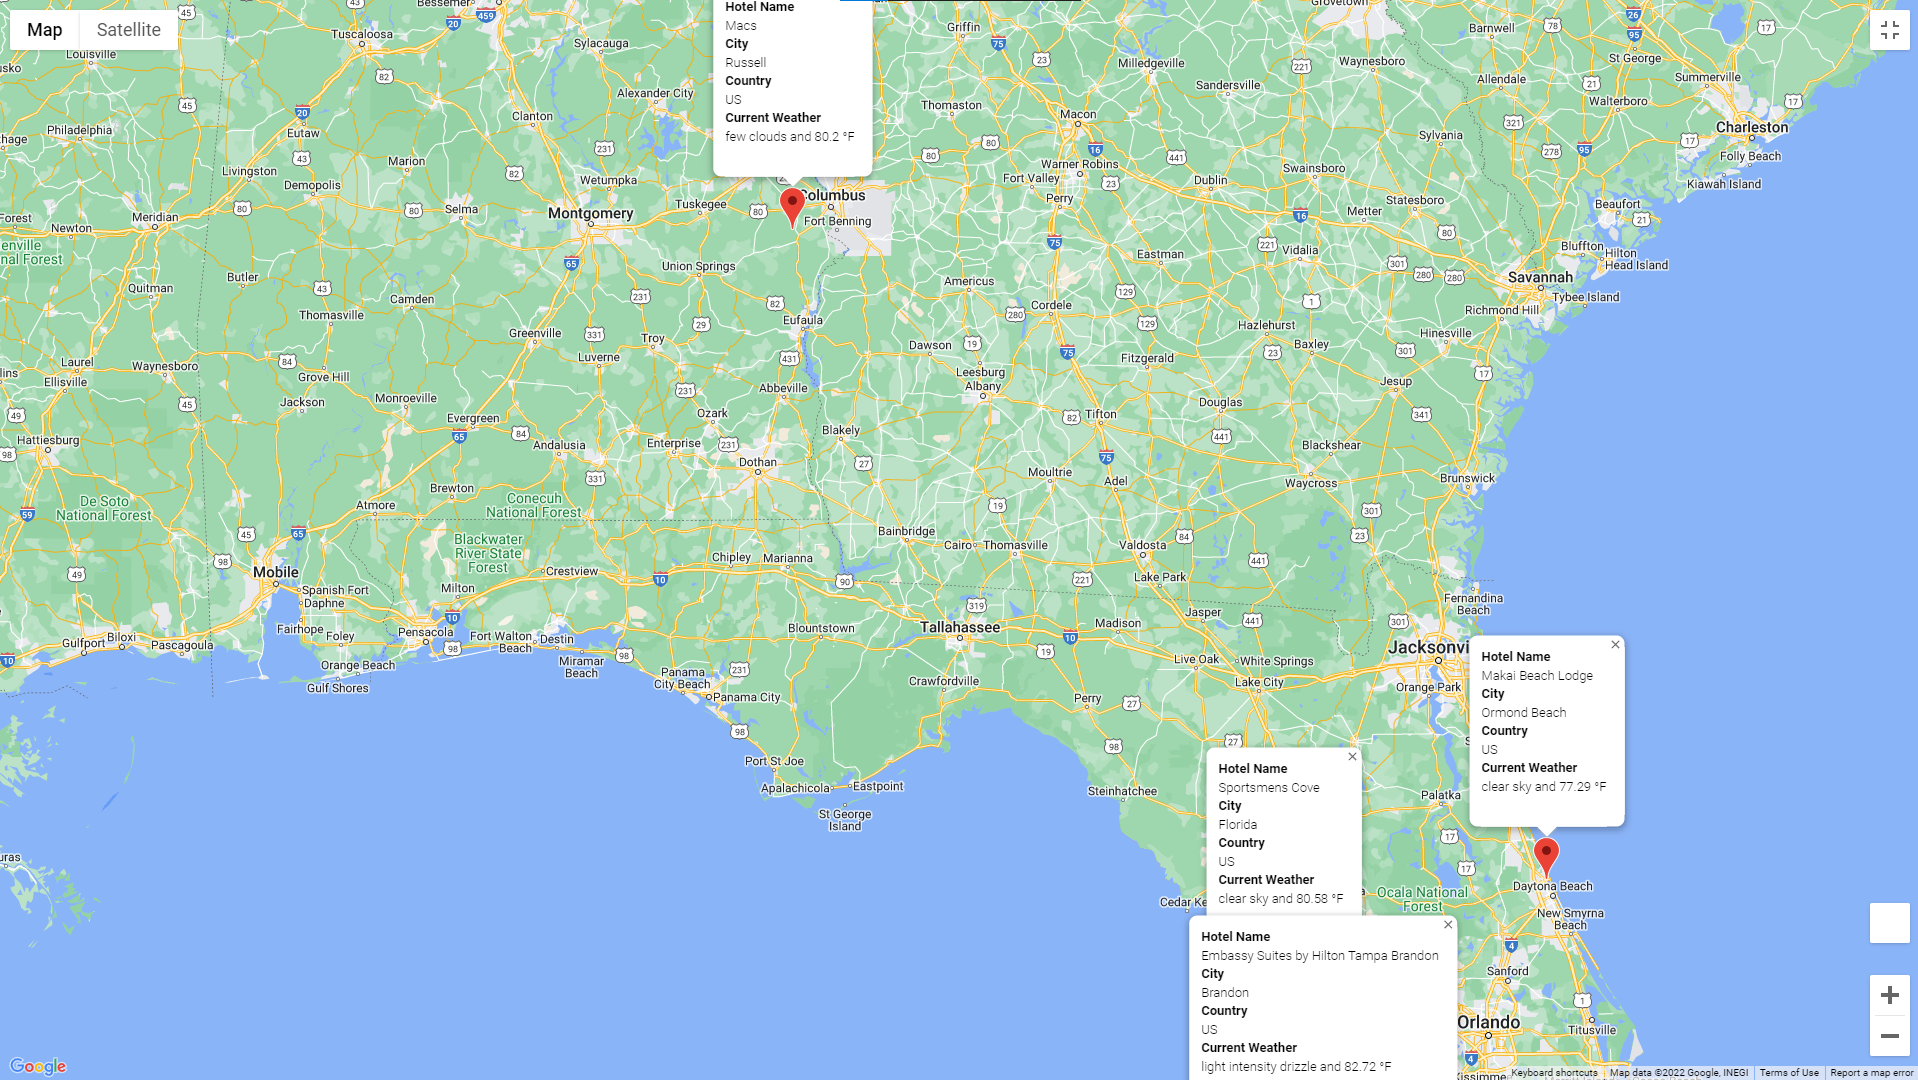 Map
Satellite
Hotel Name
Macs
City
Russell
Country
US
Current Weather
few clouds and 80.2 °F
Hotel Name
Makai Beach Lodge
City
Ormond Beach
Country
US
Current Weather
clear sky and 77.29 °F
Hotel Name
Sportsmens Cove
City
Florida
Country
US
Current Weather
clear sky and 80.58 °F
Hotel Name
Embassy Suites by Hilton Tampa Brandon
City
Brandon
Country
US
Current Weather
light intensity drizzle and 82.72 °F
Bessemer
Tuscaloosa
Sylacauga
Griffin
Milledgeville
Waynesboro
Barnwell
St George
Allendale
Summerville
Walterboro
Charleston
Folly Beach
Kiawah Island
Louisville
Alexander City
Thomaston
Macon
Sandersville
Philadelphia
Eutaw
Clanton
Livingston
Marion
Demopolis
Wetumpka
Warner Robins
Fort Valley
Perry
Dublin
Swainsboro
Sylvania
Statesboro
Metter
Beaufort
Bluffton
Hilton
Head Island
Meridian
Newton
Selma
Montgomery
Tuskegee
Columbus
Fort Benning
Union Springs
Eastman
Vidalia
Savannah
Tybee Island
Richmond Hill
Butler
Quitman
Camden
Thomasville
Greenville
Luverne
Troy
Eufaula
Americus
Cordele
Hazlehurst
Baxley
Hinesville
Laurel
Ellisville
Waynesboro
Grove Hill
Jackson
Monroeville
Evergreen
Abbeville
Ozark
Dawson
Leesburg
Albany
Fitzgerald
Douglas
Jesup
Tifton
Hattiesburg
Andalusia
Enterprise
Dothan
Blakely
Moultrie
Adel
Blackshear
Waycross
Brunswick
De Soto
National Forest
Brewton
Atmore
Conecuh
National Forest
Blackwater
River State
Forest
Chipley
Marianna
Bainbridge
Cairo
Thomasville
Valdosta
Lake Park
Mobile
Spanish Fort
Daphne
Milton
Crestview
Jasper
Fernandina
Beach
Gulfport
Biloxi
Pascagoula
Fairhope
Foley
Pensacola
Fort Walton
Beach
Destin
Miramar
Beach
Blountstown
Tallahassee
Madison
Live Oak
White Springs
Lake City
Jacksonvi
Orange Park
Orange Beach
Gulf Shores
Panama
City Beach
Panama City
Crawfordville
Perry
Port St Joe
Apalachicola
Eastpoint
St George
Island
Steinhatchee
Palatka
Cedar Ke
Ocala National
Forest
Daytona Beach
New Smyrna
Beach
Sanford
Orlando
Titusville
Google
Keyboard shortcuts
Map data ©2022 Google, INEGI
Terms of Use
Report a map error